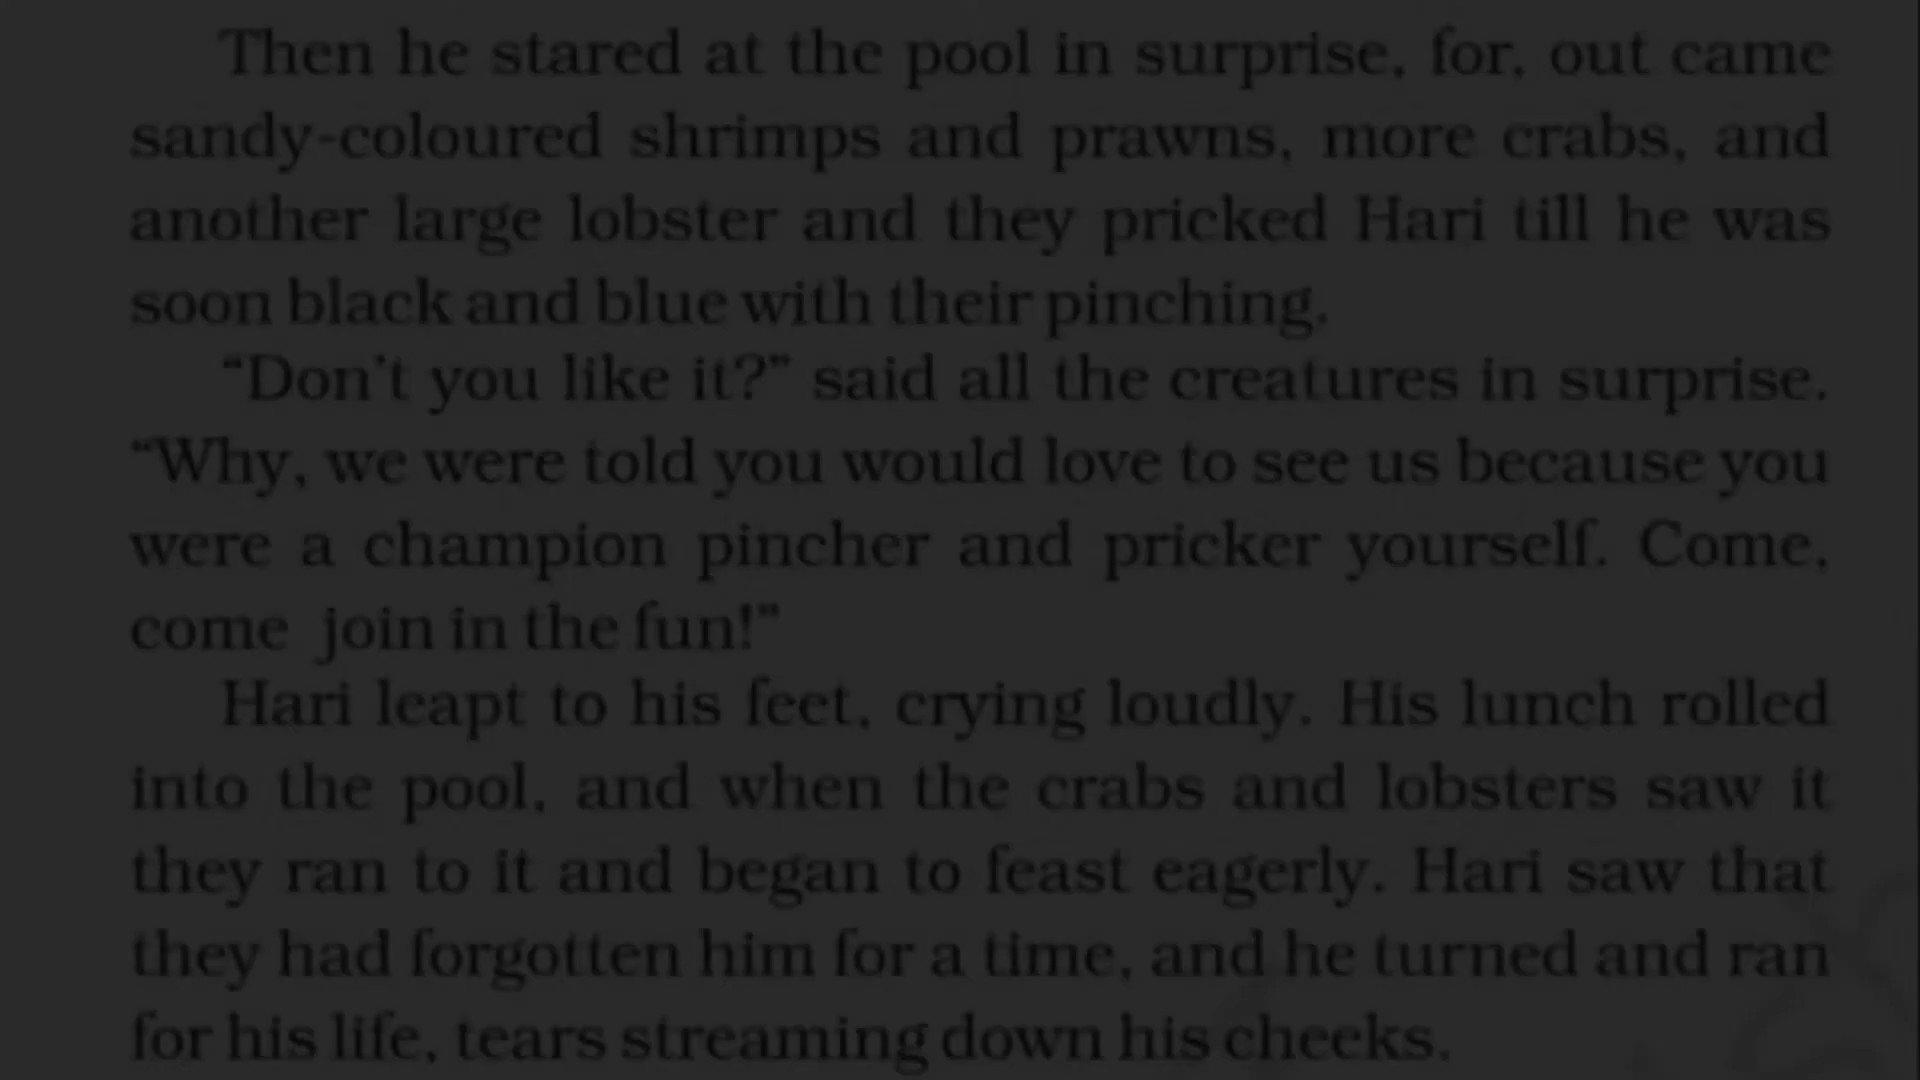 Then he stared at the pool in surprise, for, out came
sandy-coloured shrimps and prawns, more crabs, and
another large lobster and they pricked Hari till he was
soon black and blue with their pinching.
“Don’t you like it?” said all the creatures in surprise.
“Why, we were told you would love to see us because you
were a champion pincher and pricker yourself. Come,
come join in the fun!”
Hari leapt to his feet, crying loudly. His lunch rolled
into the pool, and when the crabs and lobsters saw it
they ran to it and began to feast eagerly. Hari saw that
they had forgotten him for a time, and he turned and ran
for his life, tears streaming down his cheeks.